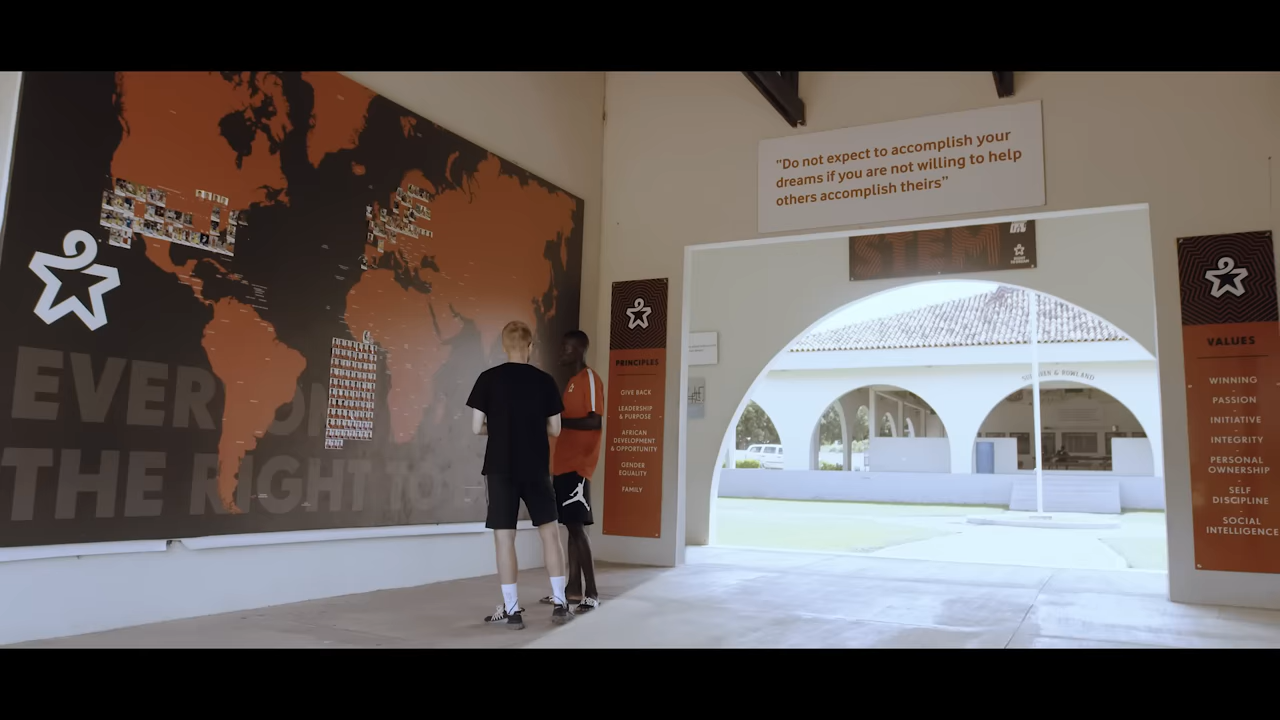 EVERYONE
THE RIGHT TO
"Do not expect to accomplish your
dreams if you are not willing to help
others accomplish theirs"
STEM
PRINCIPLES
GIVE BACK
LEADERSHIP
& PURPOSE
AFRICAN
DEVELOPMENT
& OPPORTUNITY
GENDER
EQUALITY
FAMILY
VALUES
WINNING
PASSION
INITIATIVE
INTEGRITY
PERSONAL
OWNERSHIP
SELF
DISCIPLINE
SOCIAL
INTELLIGENCE
& ROWLAND